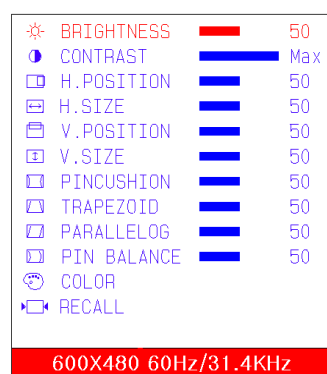 BRIGHTNESS 50
CONTRAST Max
H.POSITION 50
H.SIZE 50
V.POSITION 50
V.SIZE 50
PINCUSHION 50
TRAPEZOID 50
PARALLELOG 50
PIN BALANCE 50
COLOR
RECALL
600X480 60Hz/31.4KHz